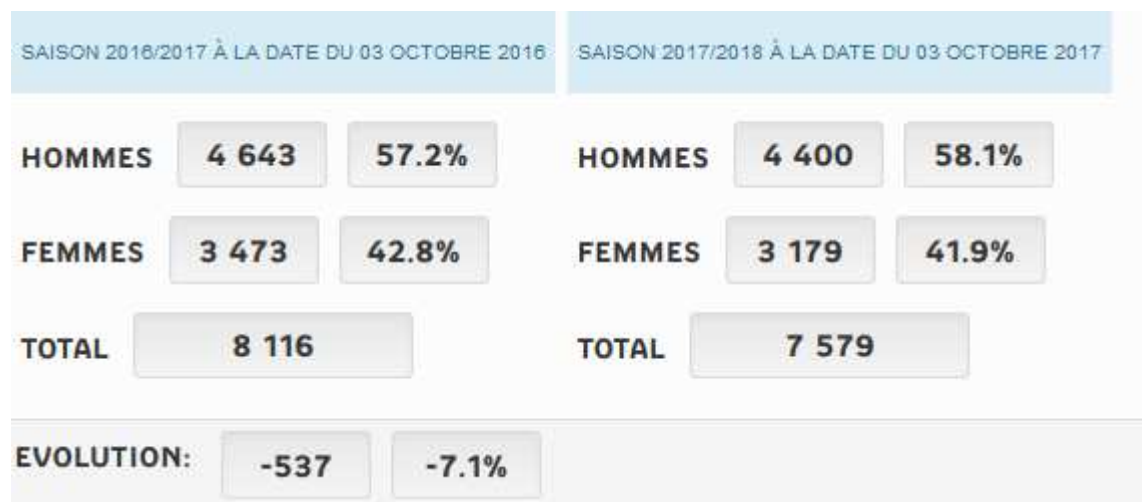 SAISON 2016/2017 À LA DATE DU 03 OCTOBRE 2016
HOMMES 4 643 57.2%
FEMMES 3 473 42.8%
TOTAL 8 116
SAISON 2017/2018 À LA DATE DU 03 OCTOBRE 2017
HOMMES 4 400 58.1%
FEMMES 3 179 41.9%
TOTAL 7 579
EVOLUTION: -537 -7.1%